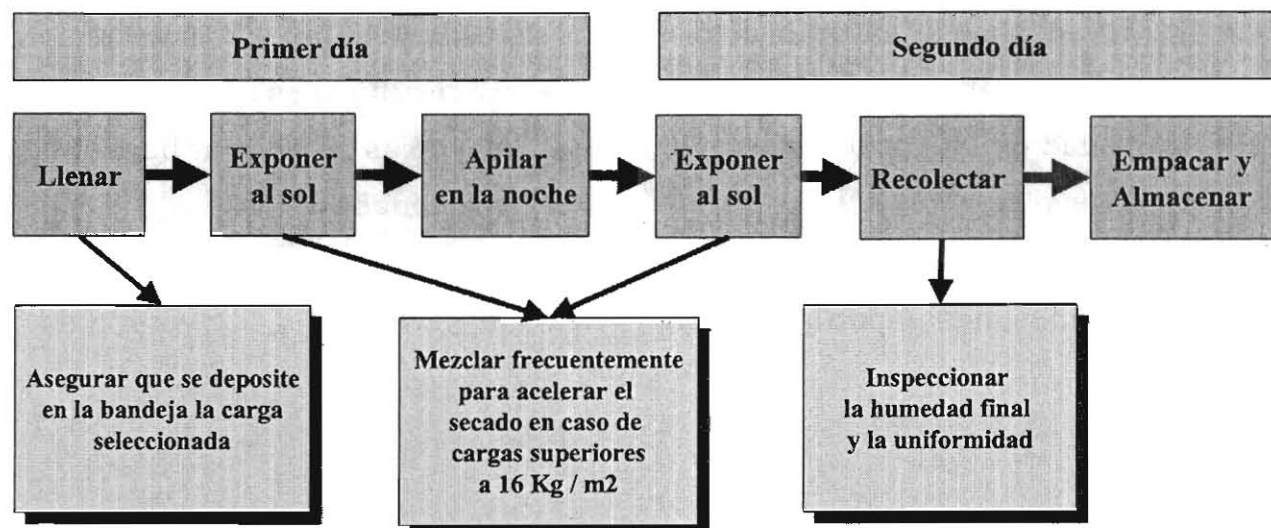 Primer día
Segundo día
Llenar
Exponer
al sol
Apilar
en la noche
Exponer
al sol
Recolectar
Empacar y
Almacenar
Asegurar que se deposite
en la bandeja la carga
seleccionada
Mezclar frecuentemente
para acelerar el
secado en caso de
cargas superiores
a 16 Kg / m2
Inspeccionar
la humedad final
y la uniformidad